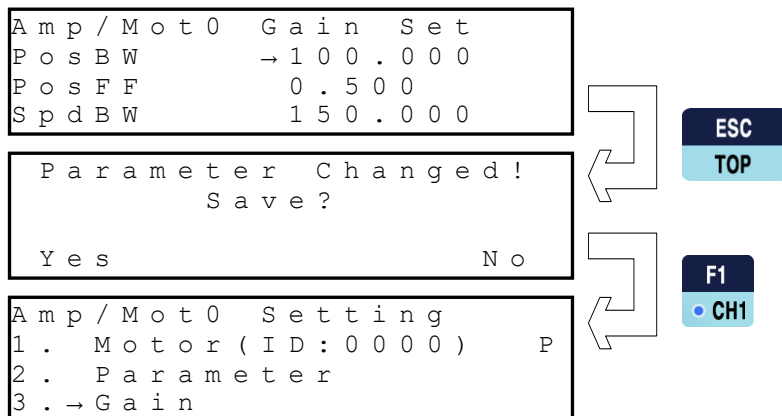 Amp/Mot0 Gain Set
PosBW →100.000
PosFF 0.500
SpdBW 150.000
ESC
TOP
Parameter Changed!
Save?
Yes No
F1
CH1
Amp/Mot0 Setting
1. Motor(ID:0000) P
2. Parameter
3.→Gain